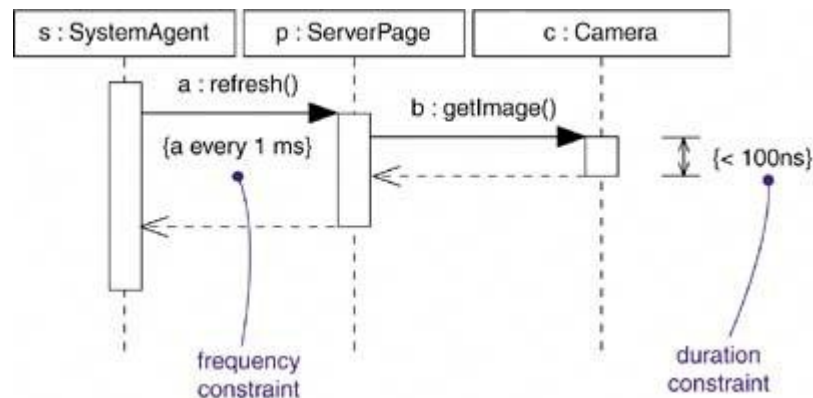 s : SystemAgent
p : ServerPage
c : Camera
a : refresh()
b : getImage()
{a every 1 ms}
{< 100ns}
frequency
constraint
duration
constraint